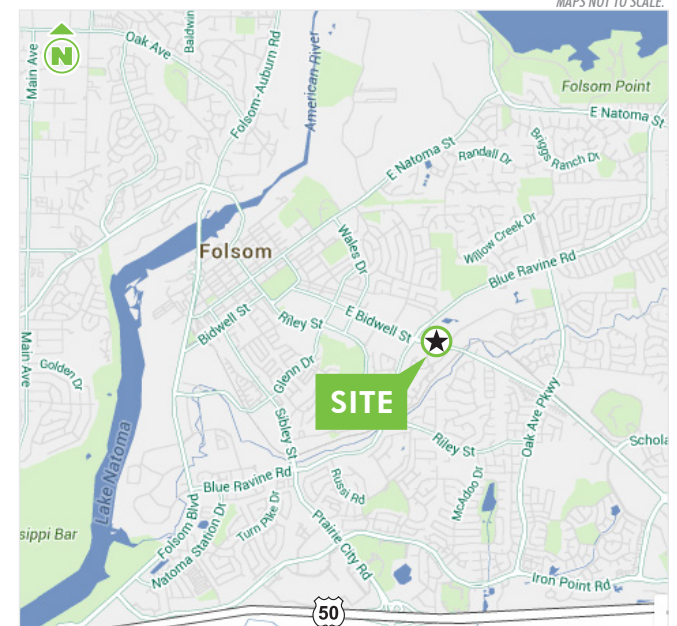 MAPS NOT TO SCALE.
N
Main Ave
Oak Ave
Baldwin
Folsom-Auburn Rd
American River
Folsom Point
E Natoma St
E Natoma St
Randall Dr
Briggs Ranch Dr
Willow Creek Dr
Wales Dr
Folsom
Blue Ravine Rd
Bidwell St
Riley St
E Bidwell St
Main Ave
Golden Dr
Glenn Dr
SITE
Oak Ave Pkwy
Sibley St
Riley St
Schola
Lake Natoma
Blue Ravine Rd
Russi Rd
McAdoo Dr
Folsom Blvd
Natoma Station Dr
Turn Pike Dr
Prairie City Rd
sippi Bar
Iron Point Rd
50